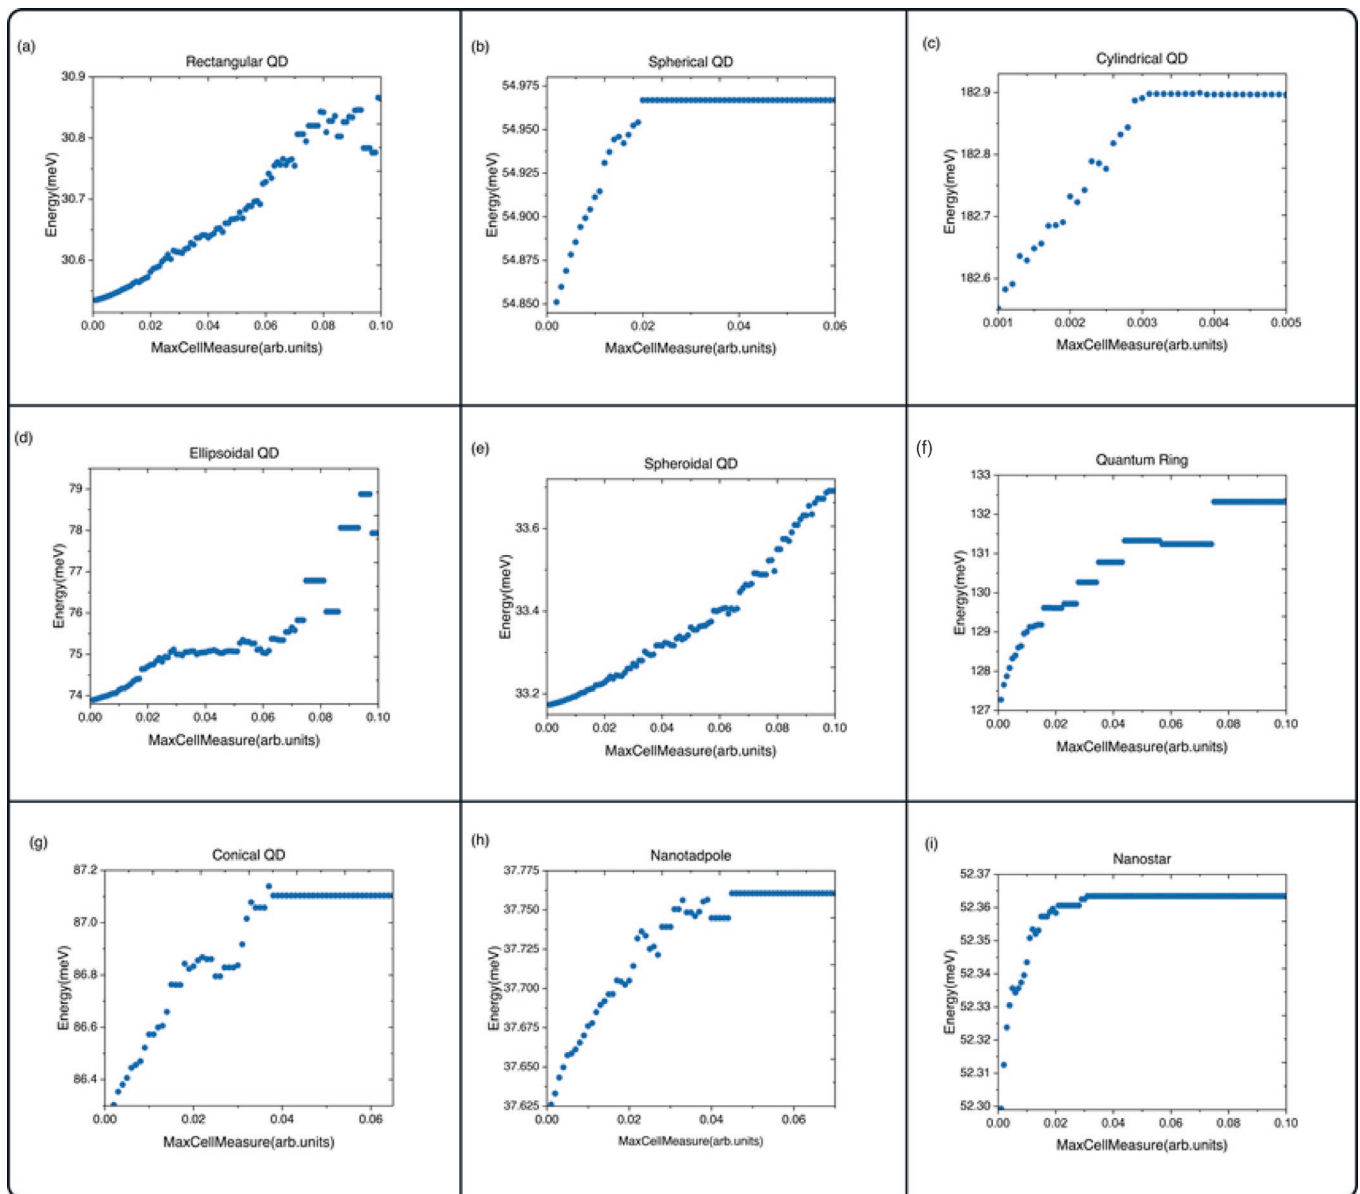 (a)
Rectangular QD
30.9
30.8
30.7
30.6
Energy(meV)
0.00 0.02 0.04 0.06 0.08 0.10
MaxCellMeasure(arb.units)
(b)
Spherical QD
54.975
54.950
54.925
54.900
54.875
54.850
Energy(meV)
0.00 0.02 0.04 0.06
MaxCellMeasure(arb.units)
(c)
Cylindrical QD
182.9
182.8
182.7
182.6
Energy(meV)
0.001 0.002 0.003 0.004 0.005
MaxCellMeasure(arb.units)
(d)
Ellipsoidal QD
79
78
77
76
75
74
Energy(meV)
0.00 0.02 0.04 0.06 0.08 0.10
MaxCellMeasure(arb.units)
(e)
Spheroidal QD
33.6
33.4
33.2
Energy(meV)
0.00 0.02 0.04 0.06 0.08 0.10
MaxCellMeasure(arb.units)
(f)
Quantum Ring
133
132
131
130
129
128
127
Energy(meV)
0.00 0.02 0.04 0.06 0.08 0.10
MaxCellMeasure(arb.units)
(g)
Conical QD
87.2
87.0
86.8
86.6
86.4
Energy(meV)
0.00 0.02 0.04 0.06
MaxCellMeasure(arb.units)
(h)
Nanotadpole
37.775
37.750
37.725
37.700
37.675
37.650
37.625
Energy(meV)
0.00 0.02 0.04 0.06
MaxCellMeasure(arb.units)
(i)
Nanostar
52.37
52.36
52.35
52.34
52.33
52.32
52.31
52.30
Energy(meV)
0.00 0.02 0.04 0.06 0.08 0.10
MaxCellMeasure(arb.units)